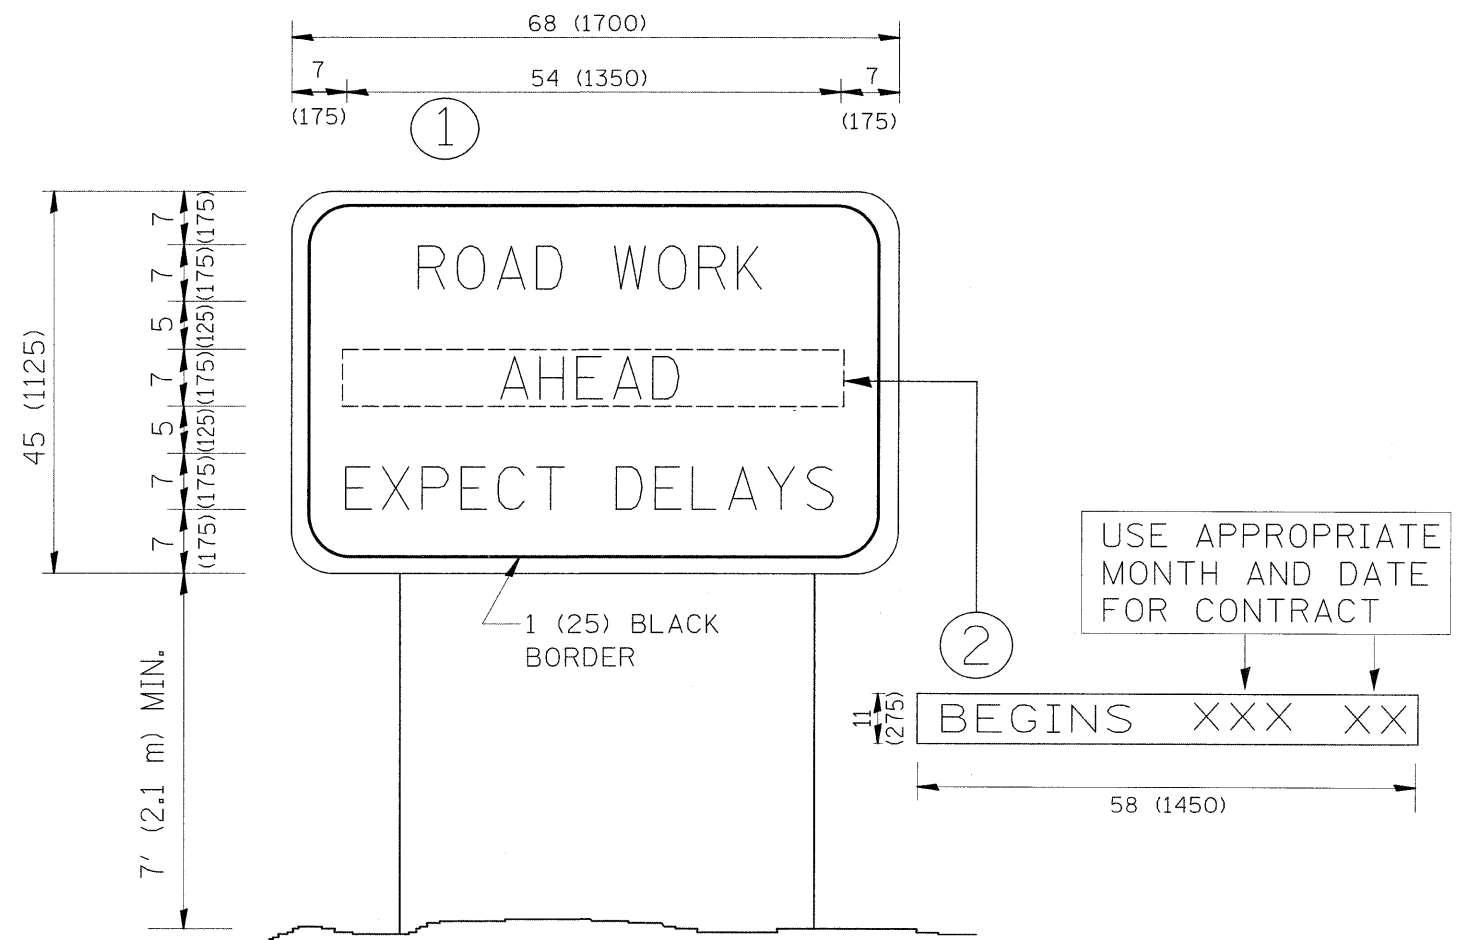 68 (1700)
7 54 (1350) 7
(175) (175)
1
45 (1125)
7 (175)
7 (175)
5 (125)
7 (175)
5 (125)
7 (175)
7 (175)
ROAD WORK
AHEAD
EXPECT DELAYS
1 (25) BLACK
BORDER
7' (2.1 m) MIN.
2
USE APPROPRIATE
MONTH AND DATE
FOR CONTRACT
11
(275)
BEGINS XXX XX
58 (1450)